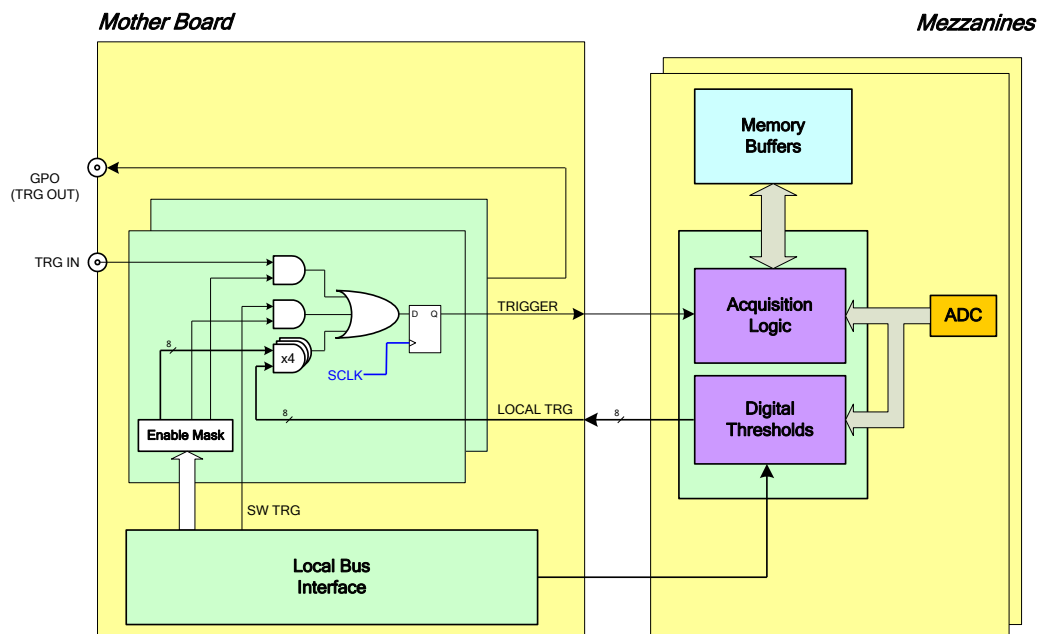 Mother Board
Mezzanines
Memory
Buffers
GPO
(TRG OUT)
TRG IN
TRIGGER
D Q
Acquisition
Logic
ADC
x4
SCLK
8
LOCAL TRG
8
8
Digital
Thresholds
Enable Mask
SW TRG
Local Bus
Interface